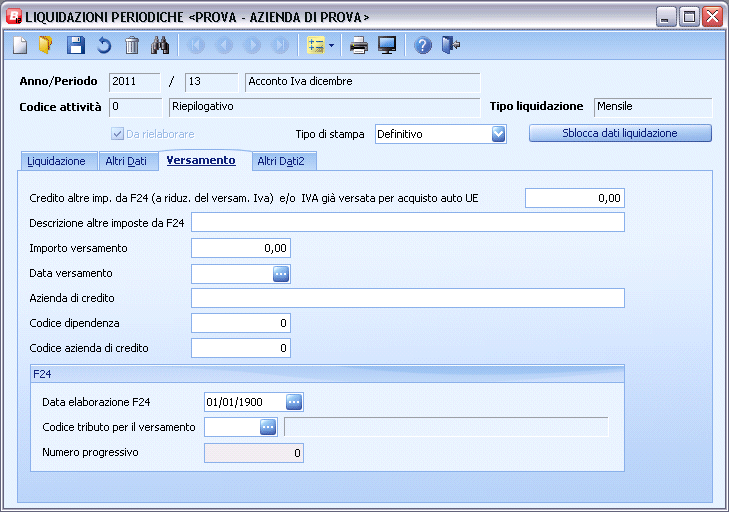 LIQUIDAZIONI PERIODICHE <PROVA - AZIENDA DI PROVA>
Anno/Periodo 2011 / 13 Acconto Iva dicembre
Codice attività 0 Riepilogativo Tipo liquidazione Mensile
Da rielaborare Tipo di stampa Definitivo Sblocca dati liquidazione
Liquidazione Altri Dati Versamento Altri Dati2
Credito altre imp. da F24 (a riduz. del versam. Iva) e/o IVA già versata per acquisto auto UE 0,00
Descrizione altre imposte da F24
Importo versamento 0,00
Data versamento
Azienda di credito
Codice dipendenza 0
Codice azienda di credito 0
F24
Data elaborazione F24 01/01/1900
Codice tributo per il versamento
Numero progressivo 0